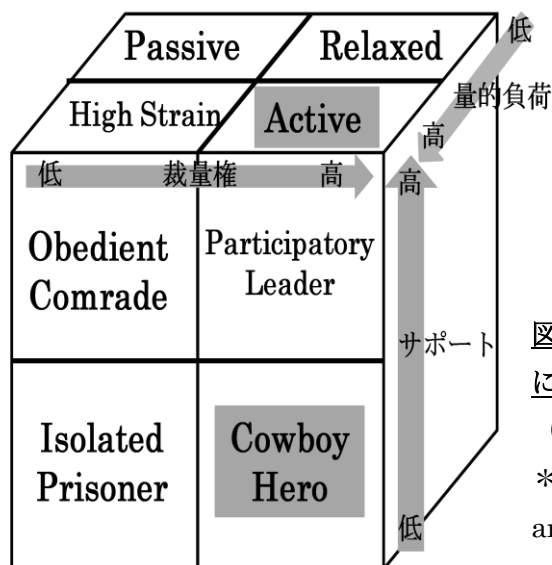 Passive Relaxed
低
量的負荷
高
High Strain Active
低 裁量権 高
高
Obedient
Comrade
Participatory
Leader
サポート
Isolated
Prisoner
Cowboy
Hero
低
図
に
(
＊
ar